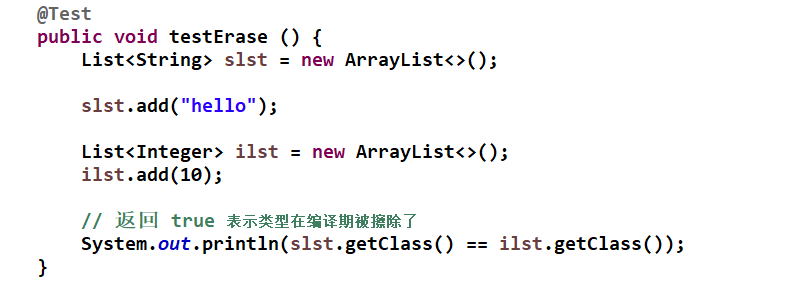 @Test
public void testErase () {
List<String> slst = new ArrayList<>();
slst.add("hello");
List<Integer> ilst = new ArrayList<>();
ilst.add(10);
// 返回 true 表示类型在编译期被擦除了
System.out.println(slst.getClass() == ilst.getClass());
}